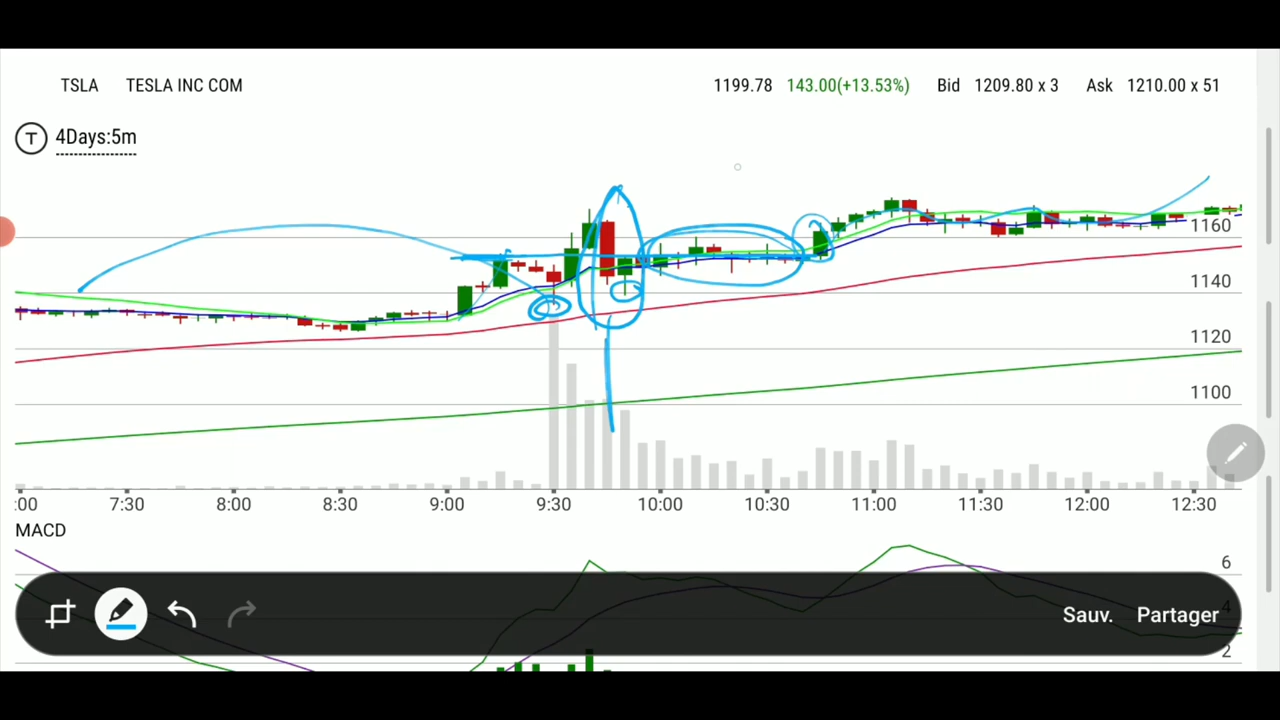 TSLA TESLA INC COM 1199.78 143.00(+13.53%) Bid 1209.80 x 3 Ask 1210.00 x 51
T 4Days:5m
1160
1140
1120
1100
:00 7:30 8:00 8:30 9:00 9:30 10:00 10:30 11:00 11:30 12:00 12:30
MACD
6
4
2
Sauv. Partager